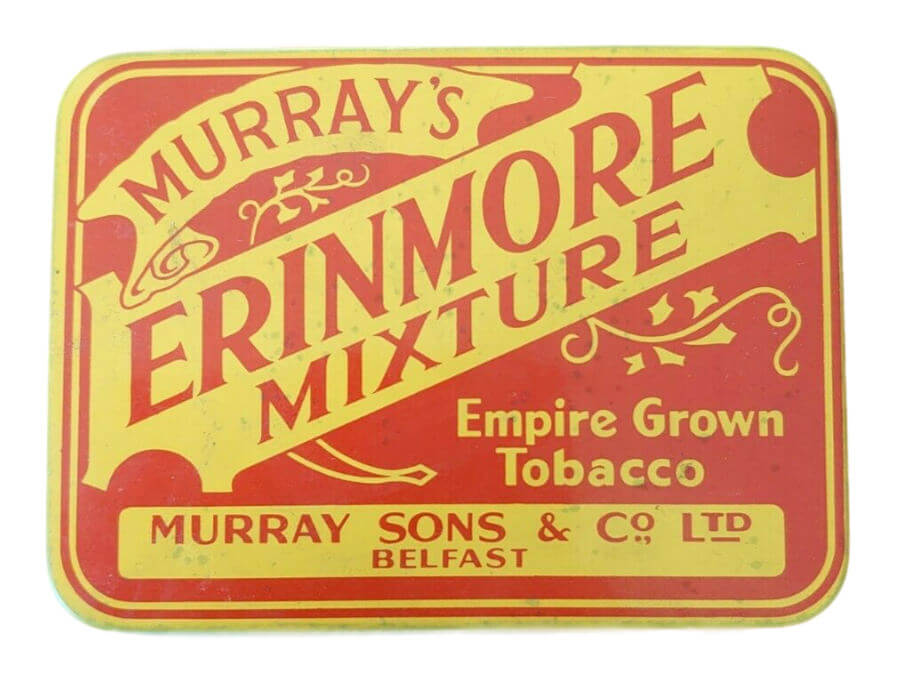 MURRAY'S
ERINMORE
MIXTURE
Empire Grown
Tobacco
MURRAY SONS & Co., LTD
BELFAST